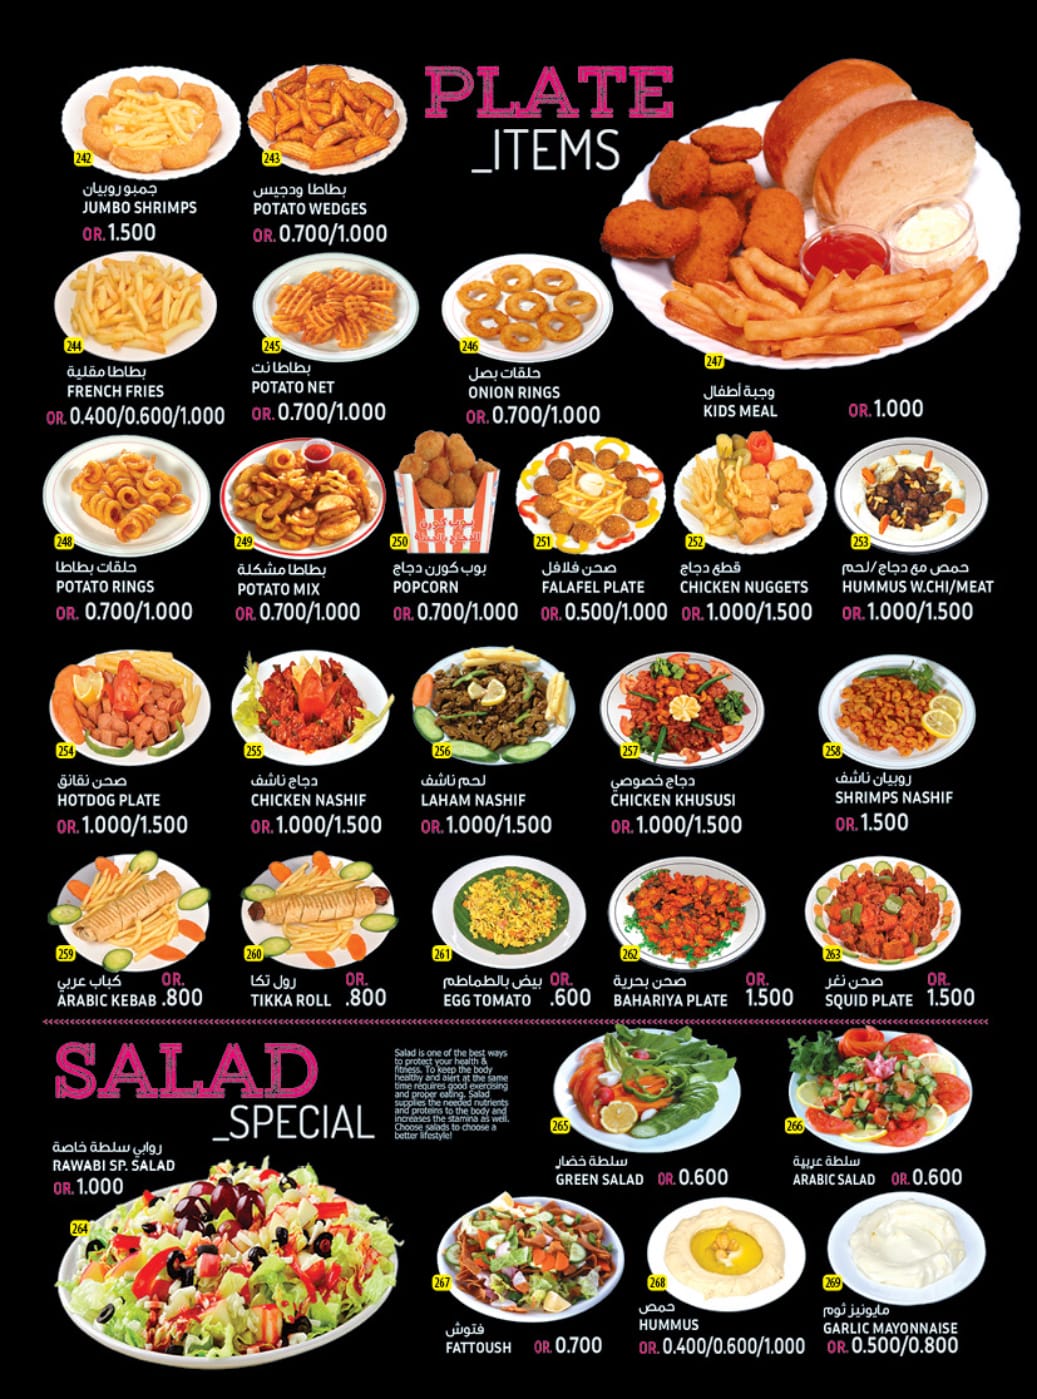 PLATE
_ITEMS
242
جمبو روبيان
JUMBO SHRIMPS
OR. 1.500
243
بطاطا ودجيس
POTATO WEDGES
OR. 0.700/1.000
244
بطاطا مقلية
FRENCH FRIES
OR. 0.400/0.600/1.000
245
بطاطا نت
POTATO NET
OR. 0.700/1.000
246
حلقات بصل
ONION RINGS
OR. 0.700/1.000
247
وجبة أطفال
KIDS MEAL
OR. 1.000
248
حلقات بطاطا
POTATO RINGS
OR. 0.700/1.000
249
بطاطا مشكلة
POTATO MIX
OR. 0.700/1.000
بوب كورن
250
بوب كورن دجاج
POPCORN
OR. 0.700/1.000
251
صحن فلافل
FALAFEL PLATE
OR. 0.500/1.000
252
قطع دجاج
CHICKEN NUGGETS
OR. 1.000/1.500
253
حمص مع دجاج/لحم
HUMMUS W.CHI/MEAT
OR. 1.000/1.500
254
صحن نقانق
HOTDOG PLATE
OR. 1.000/1.500
255
دجاج ناشف
CHICKEN NASHIF
OR. 1.000/1.500
256
لحم ناشف
LAHAM NASHIF
OR. 1.000/1.500
257
دجاج خصوصي
CHICKEN KHUSUSI
OR. 1.000/1.500
258
روبيان ناشف
SHRIMPS NASHIF
OR. 1.500
259
كباب عربي
ARABIC KEBAB
OR. .800
260
رول تكا
TIKKA ROLL
OR. .800
261
بيض بالطماطم
EGG TOMATO
OR. .600
262
صحن بحرية
BAHARIYA PLATE
OR. 1.500
263
صحن نغر
SQUID PLATE
OR. 1.500
SALAD
_SPECIAL
Salad is one of the best ways
to protect your health &
fitness. To keep the body
healthy and alert at the same
time requires good exercising
and proper eating. Salad
supplies the needed nutrients
and proteins to the body and
increases the stamina as well.
Choose salads to choose a
better lifestyle!
روابي سلطة خاصة
RAWABI SP. SALAD
OR. 1.000
264
265
سلطة خضار
GREEN SALAD OR. 0.600
266
سلطة عربية
ARABIC SALAD OR. 0.600
267
فتوش
FATTOUSH OR. 0.700
268
حمص
HUMMUS
OR. 0.400/0.600/1.000
269
مايونيز ثوم
GARLIC MAYONNAISE
OR. 0.500/0.800